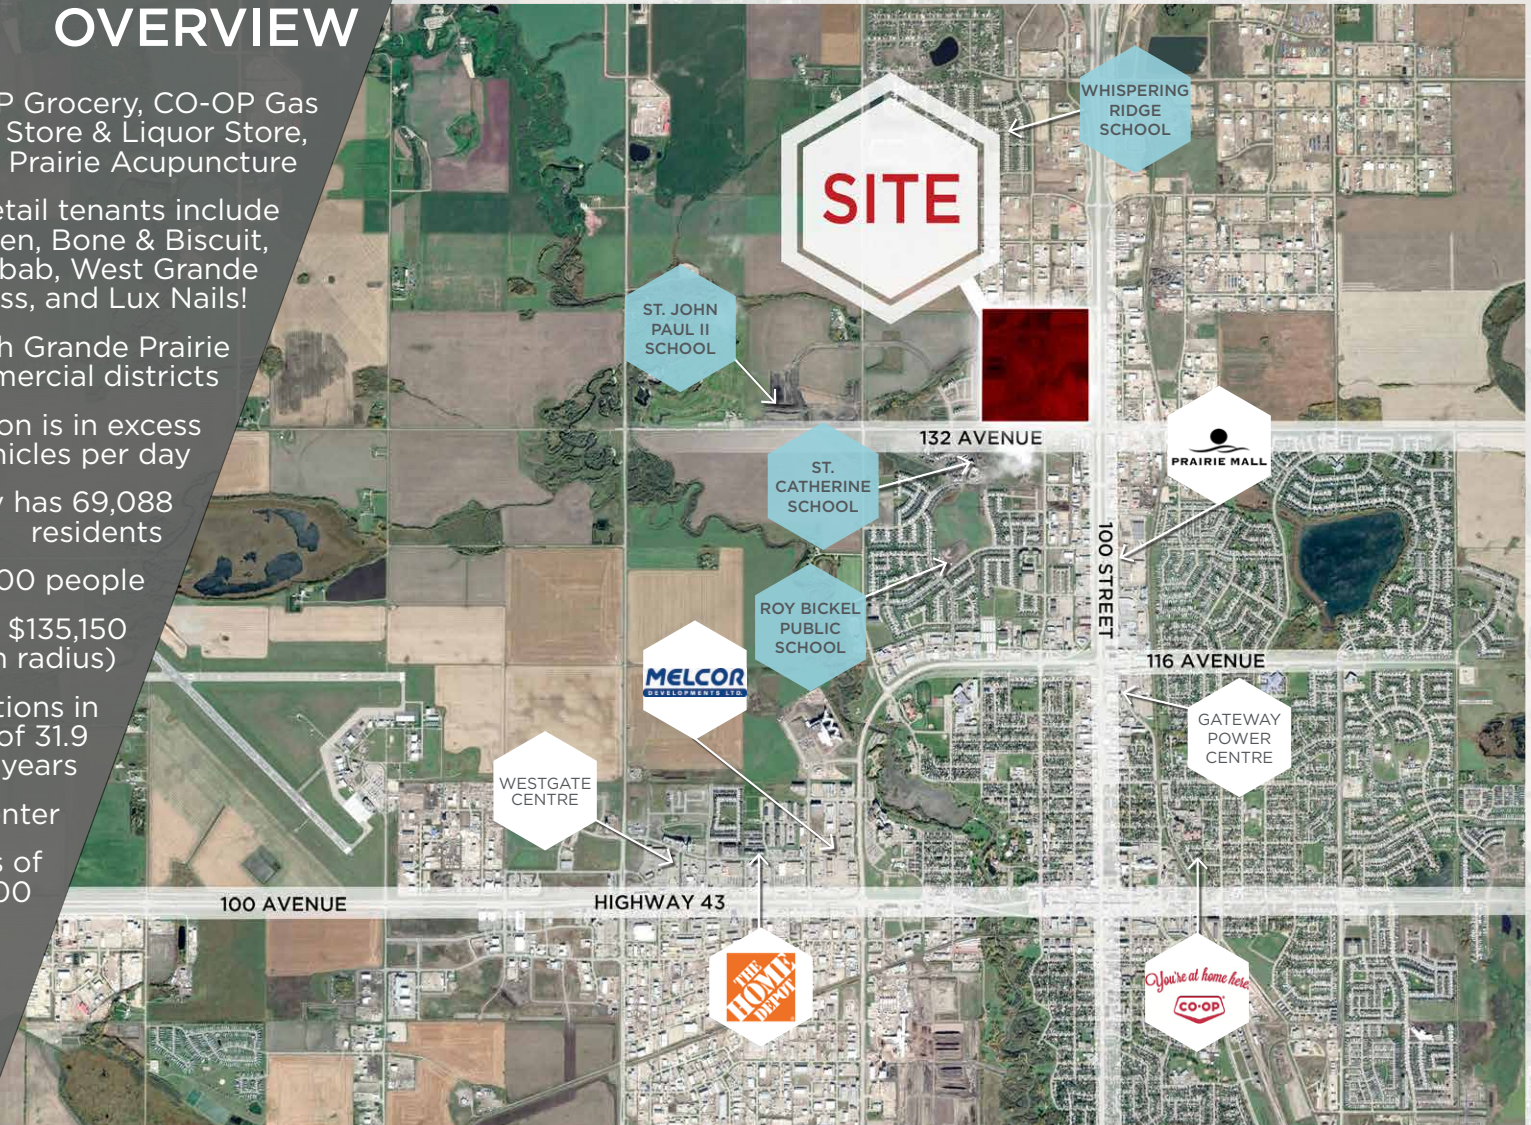 OVERVIEW
P Grocery, CO-OP Gas
Store & Liquor Store,
Prairie Acupuncture
etail tenants include
en, Bone & Biscuit,
bab, West Grande
ss, and Lux Nails!
h Grande Prairie
mercial districts
on is in excess
hicles per day
y has 69,088
residents
00 people
$135,150
n radius)
tions in
of 31.9
years
nter
s of
00
WHISPERING
RIDGE
SCHOOL
SITE
ST. JOHN
PAUL II
SCHOOL
132 AVENUE
PRAIRIE MALL
ST.
CATHERINE
SCHOOL
100 STREET
ROY BICKEL
PUBLIC
SCHOOL
116 AVENUE
MELCOR
DEVELOPMENTS LTD.
GATEWAY
POWER
CENTRE
WESTGATE
CENTRE
100 AVENUE
HIGHWAY 43
THE
HOME
DEPOT
You're at home here.
CO-OP